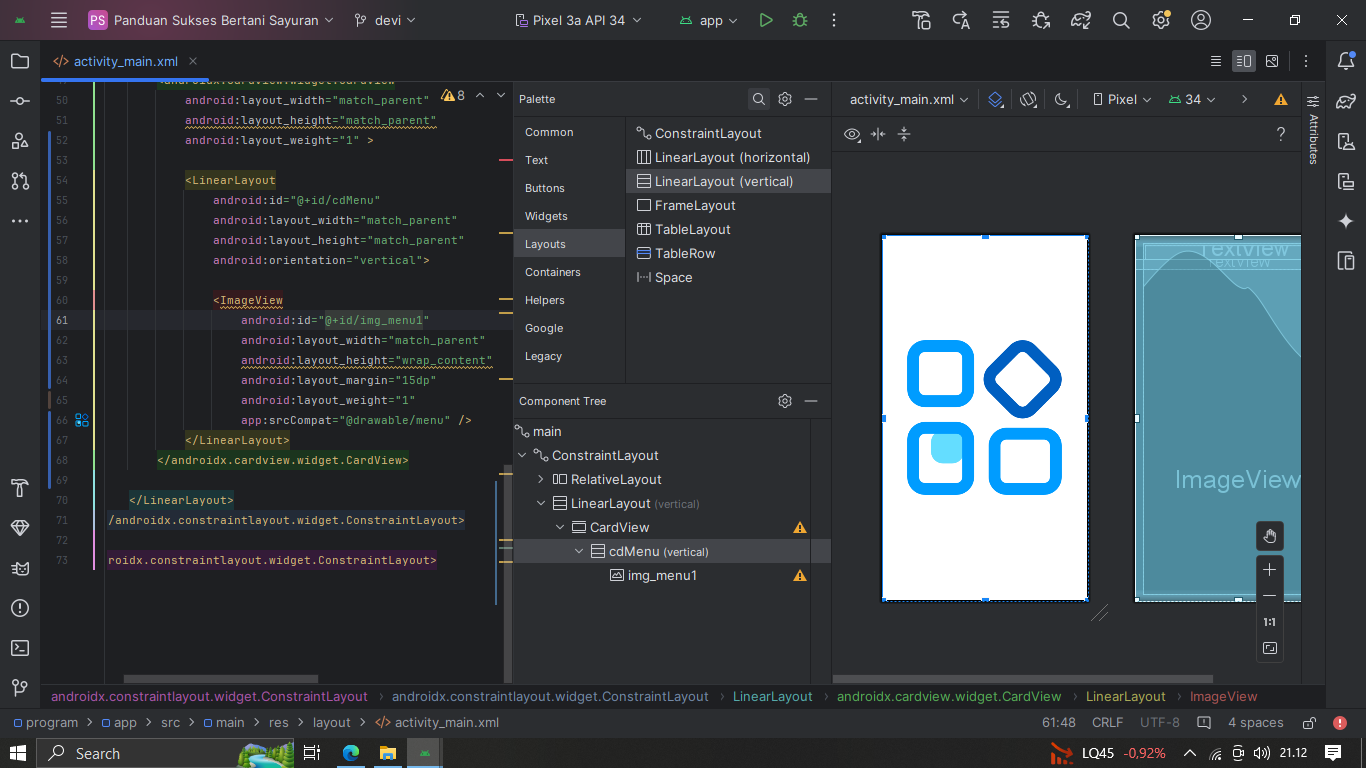 PS Panduan Sukses Bertani Sayuran devi Pixel 3a API 34 app
activity_main.xml
50 android:layout_width="match_parent"
51 android:layout_height="match_parent"
52 android:layout_weight="1" >
53
54 <LinearLayout
55 android:id="@+id/cdMenu"
56 android:layout_width="match_parent"
57 android:layout_height="match_parent"
58 android:orientation="vertical">
59
60 <ImageView
61 android:id="@+id/img_menu1"
62 android:layout_width="match_parent"
63 android:layout_height="wrap_content"
64 android:layout_margin="15dp"
65 android:layout_weight="1"
66 app:srcCompat="@drawable/menu" />
67 </LinearLayout>
68 </androidx.cardview.widget.CardView>
69
70 </LinearLayout>
71 /androidx.constraintlayout.widget.ConstraintLayout>
72
73 roidx.constraintlayout.widget.ConstraintLayout>
8
Palette
Common
Text
Buttons
Widgets
Layouts
Containers
Helpers
Google
Legacy
ConstraintLayout
LinearLayout (horizontal)
LinearLayout (vertical)
FrameLayout
TableLayout
TableRow
Space
Component Tree
main
ConstraintLayout
RelativeLayout
LinearLayout (vertical)
CardView
cdMenu (vertical)
img_menu1
activity_main.xml Pixel 34
?
Attributes
TextView
TextView
ImageView
1:1
androidx.constraintlayout.widget.ConstraintLayout androidx.constraintlayout.widget.ConstraintLayout LinearLayout androidx.cardview.widget.CardView LinearLayout ImageView
program app src main res layout activity_main.xml 61:48 CRLF UTF-8 4 spaces
Search LQ45 -0,92% 21.12